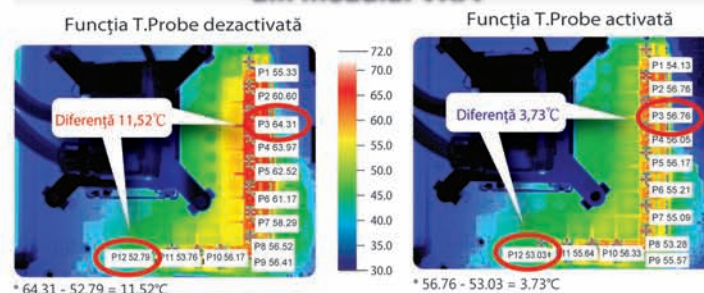 Funcția T.Probe dezactivată
P1 55.33
P2 60.60
P3 64.31
P4 63.97
P5 62.52
P6 61.17
P7 58.29
P8 56.52
P9 56.41
P12 52.79
P11 53.76
P10 56.17
Diferență 11,52°C
* 64.31 - 52.79 = 11.52°C
72.0
70.0
65.0
60.0
55.0
50.0
45.0
40.0
35.0
30.0
Funcția T.Probe activată
P1 54.13
P2 56.76
P3 56.76
P4 56.05
P5 56.17
P6 55.21
P7 55.09
P8 53.28
P9 55.57
P12 53.03
P11 55.64
P10 56.33
Diferență 3,73°C
* 56.76 - 53.03 = 3.73°C